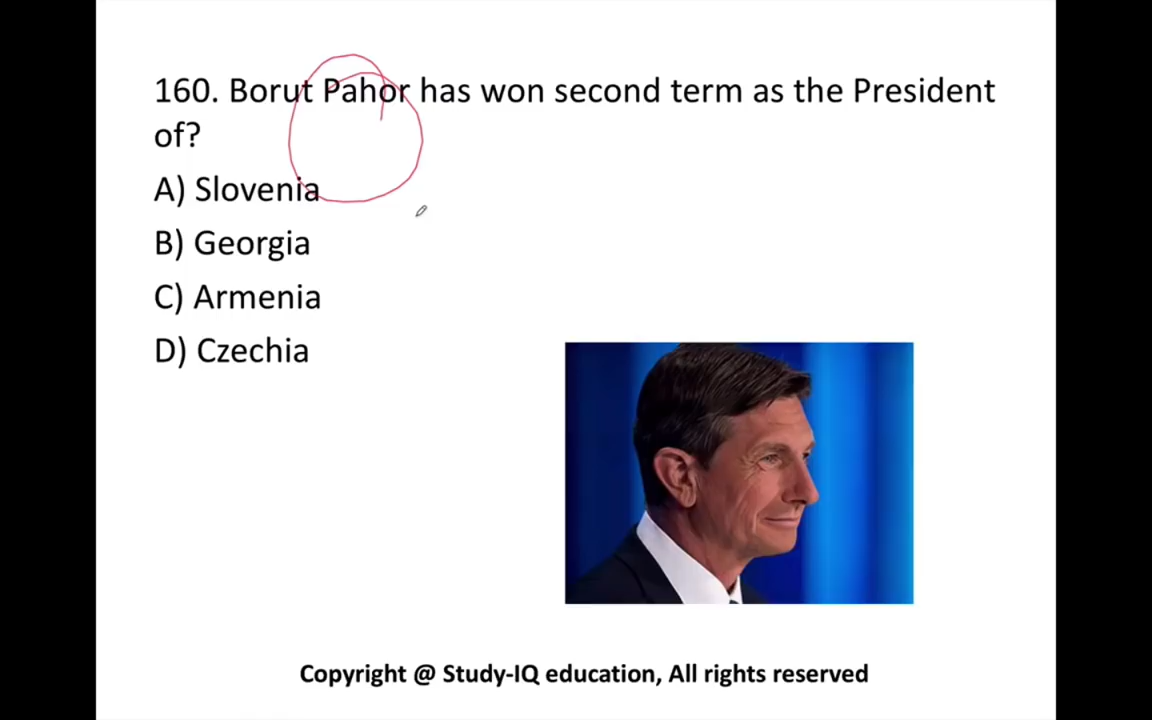 160. Borut Pahor has won second term as the President
of?
A) Slovenia
B) Georgia
C) Armenia
D) Czechia
Copyright @ Study-IQ education, All rights reserved